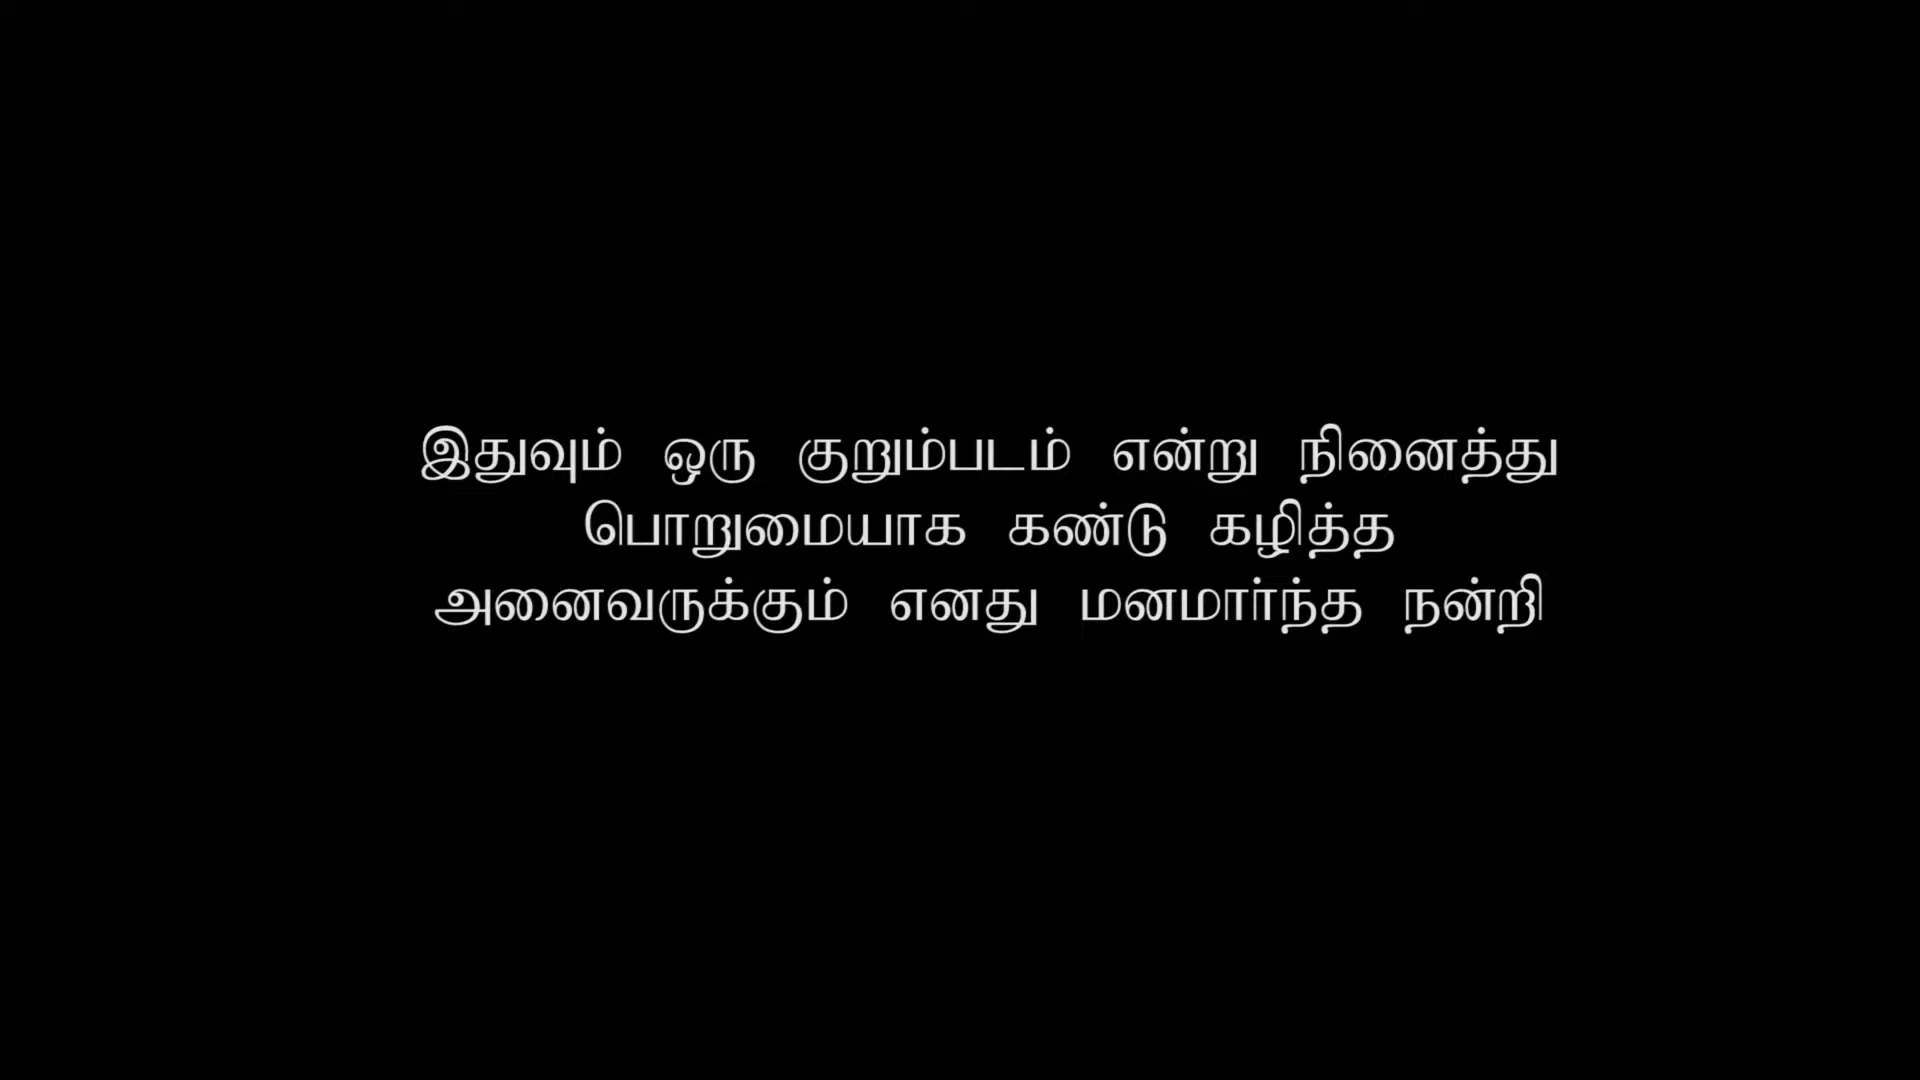 இதுவும் ஒரு குறும்படம் என்று நினைத்து
பொறுமையாக கண்டு கழித்த
அனைவருக்கும் எனது மனமார்ந்த நன்றி